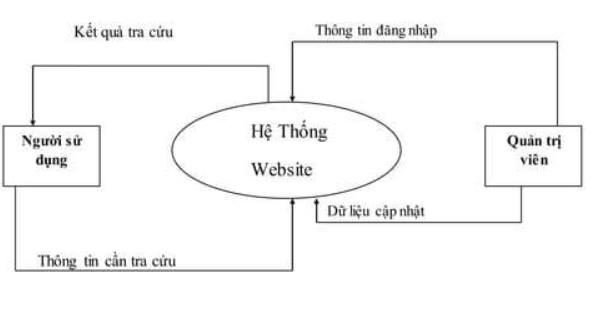 Kết quả tra cứu
Thông tin đăng nhập
Người sử
dụng
Hệ Thống
Website
Quản trị
viên
Dữ liệu cập nhật
Thông tin cần tra cứu